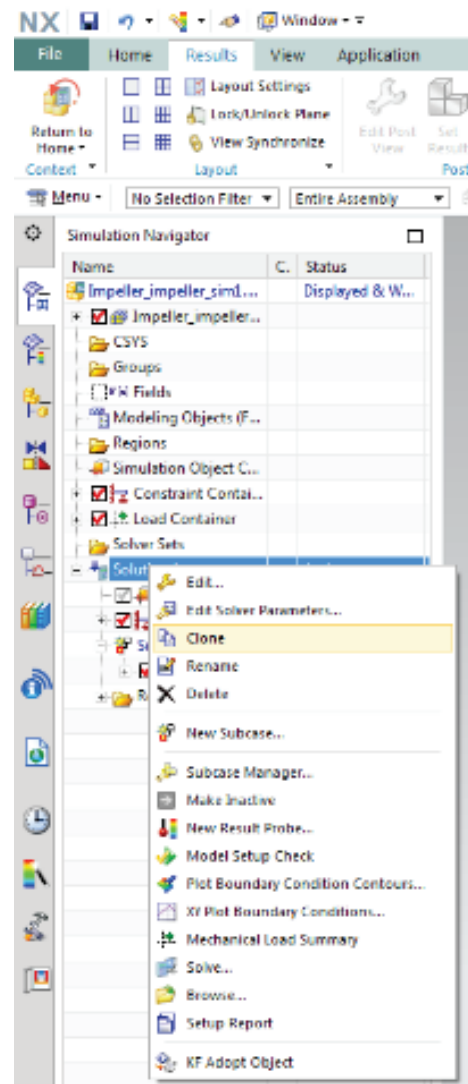 NX Window
File Home Results View Application
Layout Settings
Lock/Unlock Plane
View Synchronize
Return to Home
Edit Post View
Set Result
Context Layout Post
Menu No Selection Filter Entire Assembly
Simulation Navigator
Name C. Status
Impeller_impeller_sim1.... Displayed & W...
Impeller_impeller...
CSYS
Groups
Fields
Modeling Objects (F...
Regions
Simulation Object C...
Constraint Contai...
Load Container
Solver Sets
Edit...
Edit Solver Parameters...
Clone
Rename
Delete
New Subcase...
Subcase Manager...
Make Inactive
New Result Probe...
Model Setup Check
Plot Boundary Condition Contours...
XY Plot Boundary Conditions...
Mechanical Load Summary
Solve...
Browse...
Setup Report
KF Adopt Object